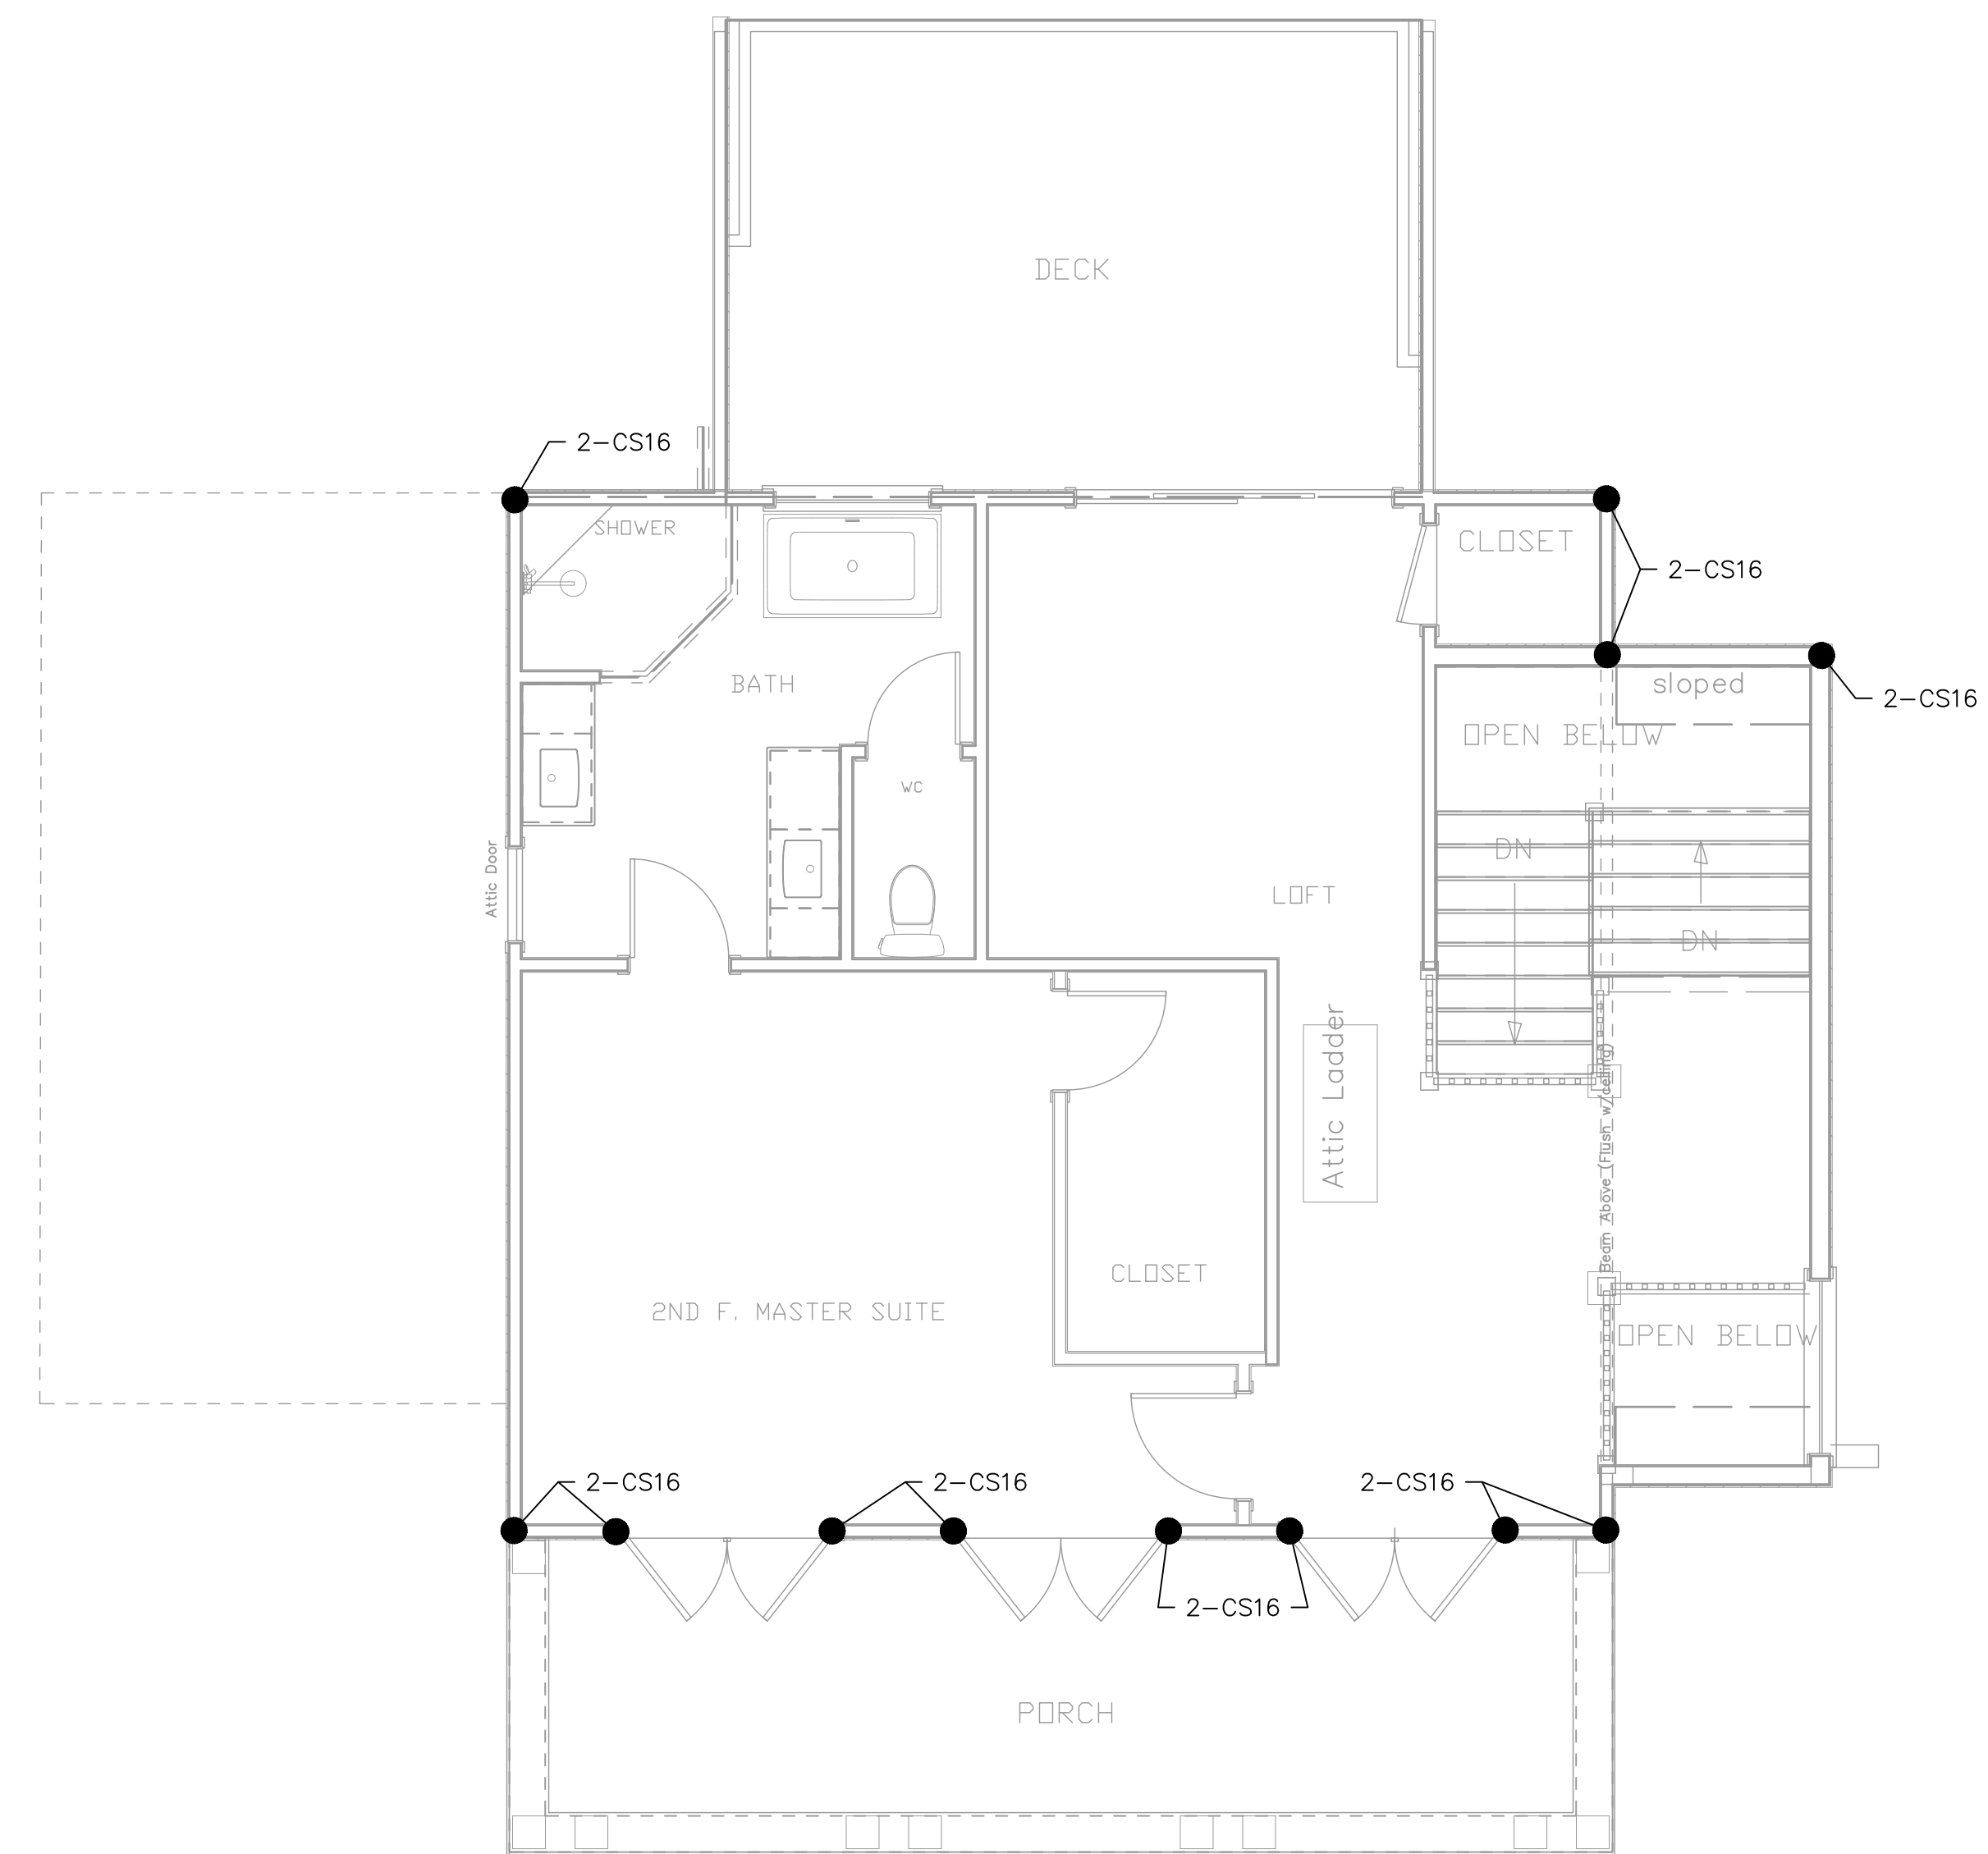 DECK
2-CS16
SHOWER
CLOSET
2-CS16
BATH
sloped
2-CS16
OPEN BELOW
WC
DN
Attic Door
LOFT
DN
Attic Ladder
Beam Above (Flush w/ceiling)
CLOSET
2ND F. MASTER SUITE
OPEN BELOW
2-CS16
2-CS16
2-CS16
2-CS16
PORCH